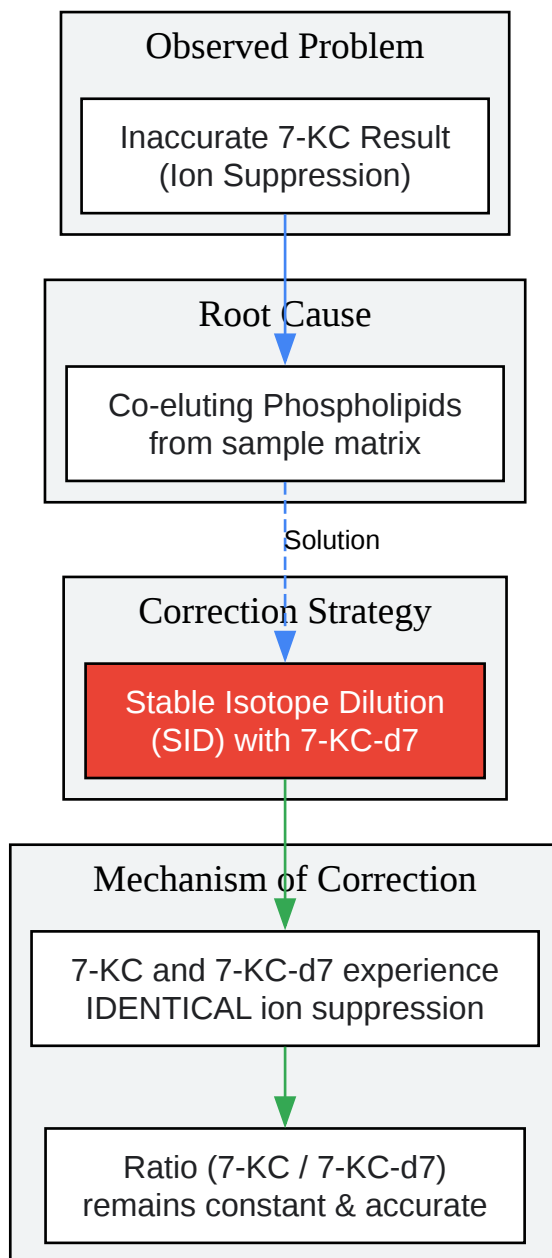 Observed Problem
Inaccurate 7-KC Result
(Ion Suppression)
Root Cause
Co-eluting Phospholipids
from sample matrix
Solution
Correction Strategy
Stable Isotope Dilution
(SID) with 7-KC-d7
Mechanism of Correction
7-KC and 7-KC-d7 experience
IDENTICAL ion suppression
Ratio (7-KC / 7-KC-d7)
remains constant & accurate